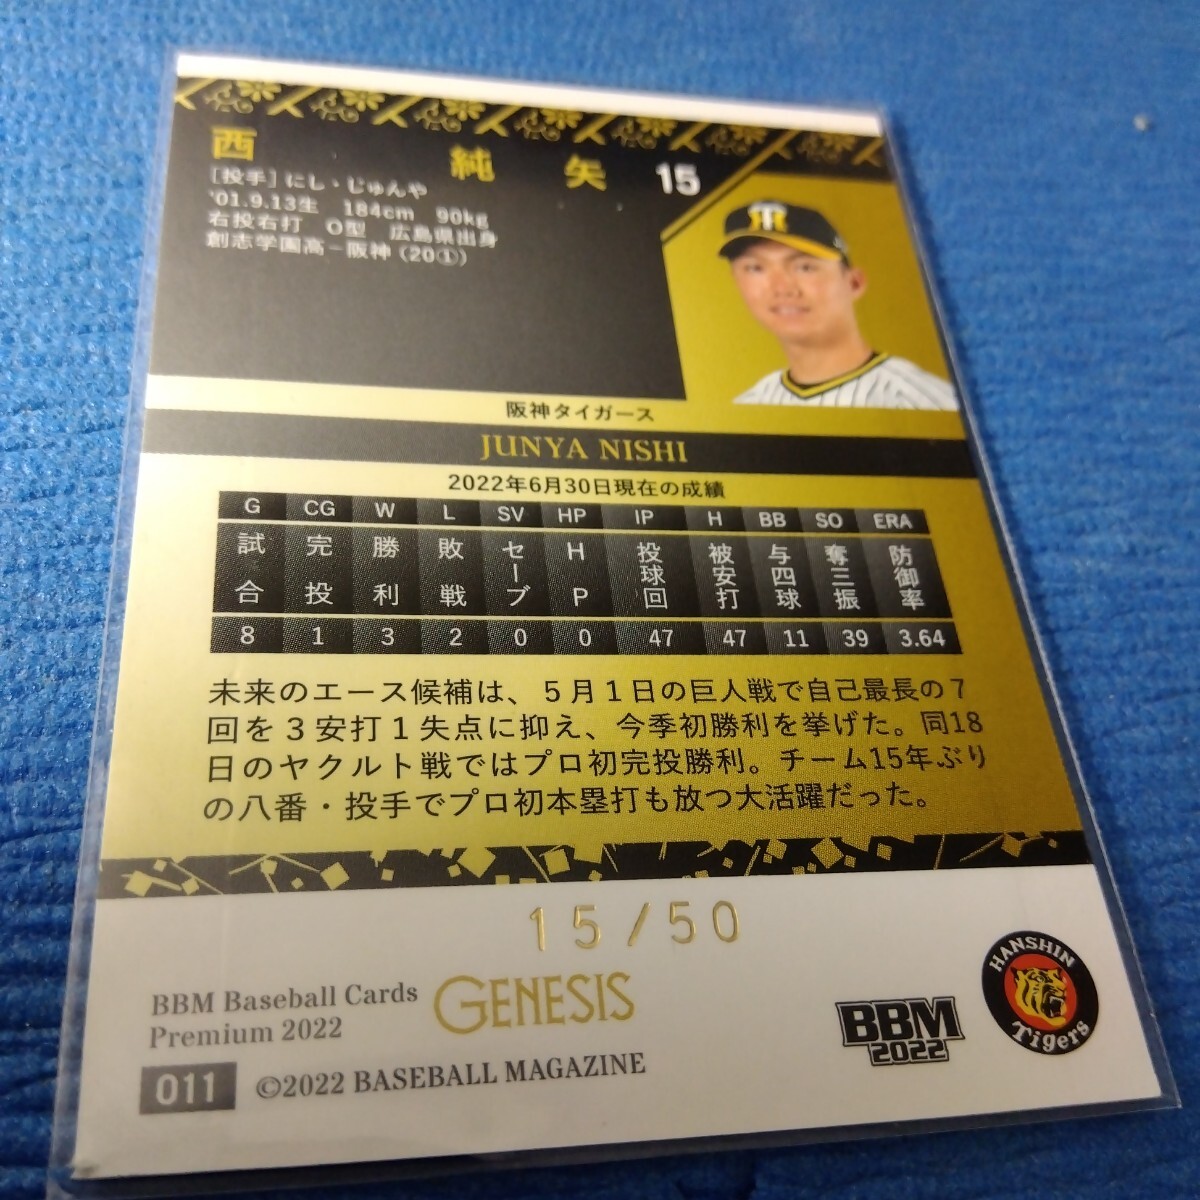 西 純 矢 15
[投手] にし・じゅんや
'01.9.13生 184cm 90kg
右投右打 O型 広島県出身
創志学園高－阪神 (20①)
阪神タイガース
JUNYA NISHI
2022年6月30日現在の成績
G CG W L SV HP IP H BB SO ERA
試合 完投 勝利 敗戦 セーブ HP 投球回 被安打 与四球 奪三振 防御率
8 1 3 2 0 0 47 47 11 39 3.64
未来のエース候補は、５月１日の巨人戦で自己最長の７
回を３安打１失点に抑え、今季初勝利を挙げた。同18
日のヤクルト戦ではプロ初完投勝利。チーム15年ぶり
の八番・投手でプロ初本塁打も放つ大活躍だった。
15/50
BBM Baseball Cards
Premium 2022
GENESIS
011 ©2022 BASEBALL MAGAZINE
BBM
2022
HANSHIN
Tigers